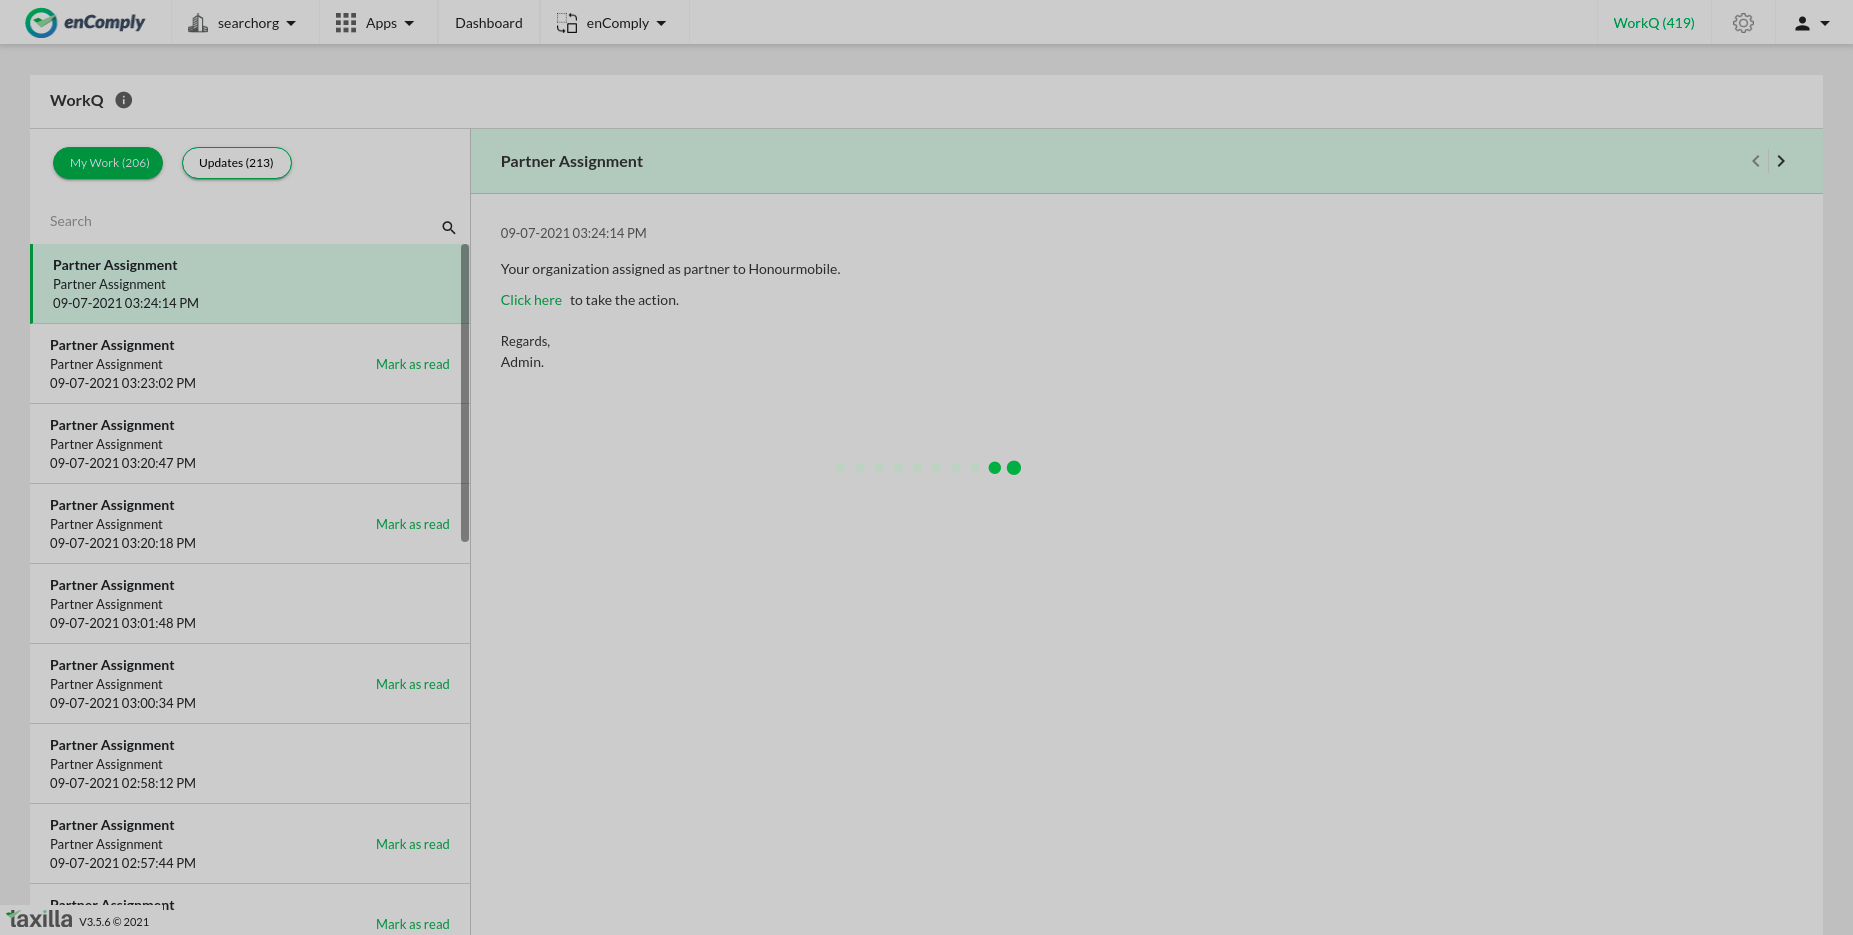 enComply
searchorg
Apps
Dashboard
enComply
WorkQ (419)
WorkQ
My Work (206)
Updates (213)
Search
Partner Assignment
Partner Assignment
09-07-2021 03:24:14 PM
Partner Assignment
Partner Assignment
Mark as read
09-07-2021 03:23:02 PM
Partner Assignment
Partner Assignment
09-07-2021 03:20:47 PM
Partner Assignment
Partner Assignment
Mark as read
09-07-2021 03:20:18 PM
Partner Assignment
Partner Assignment
09-07-2021 03:01:48 PM
Partner Assignment
Partner Assignment
Mark as read
09-07-2021 03:00:34 PM
Partner Assignment
Partner Assignment
09-07-2021 02:58:12 PM
Partner Assignment
Partner Assignment
Mark as read
09-07-2021 02:57:44 PM
Partner Assignment
Mark as read
taxilla V3.5.6 © 2021
Partner Assignment
09-07-2021 03:24:14 PM
Your organization assigned as partner to Honourmobile.
Click here to take the action.
Regards,
Admin.